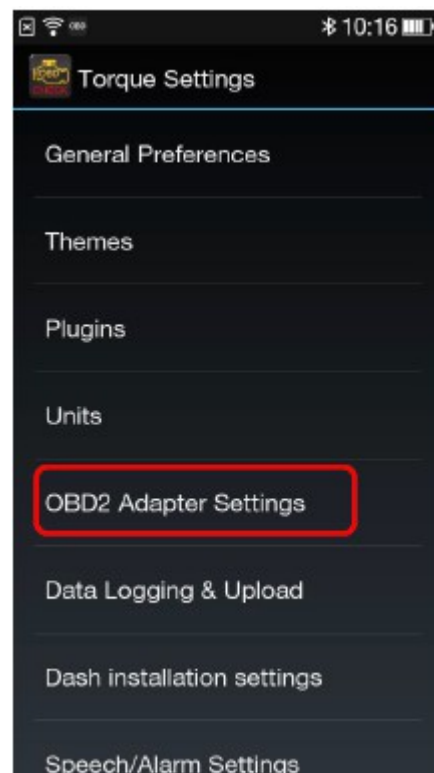 10:16
Torque Settings
General Preferences
Themes
Plugins
Units
OBD2 Adapter Settings
Data Logging & Upload
Dash installation settings
Speech/Alarm Settings